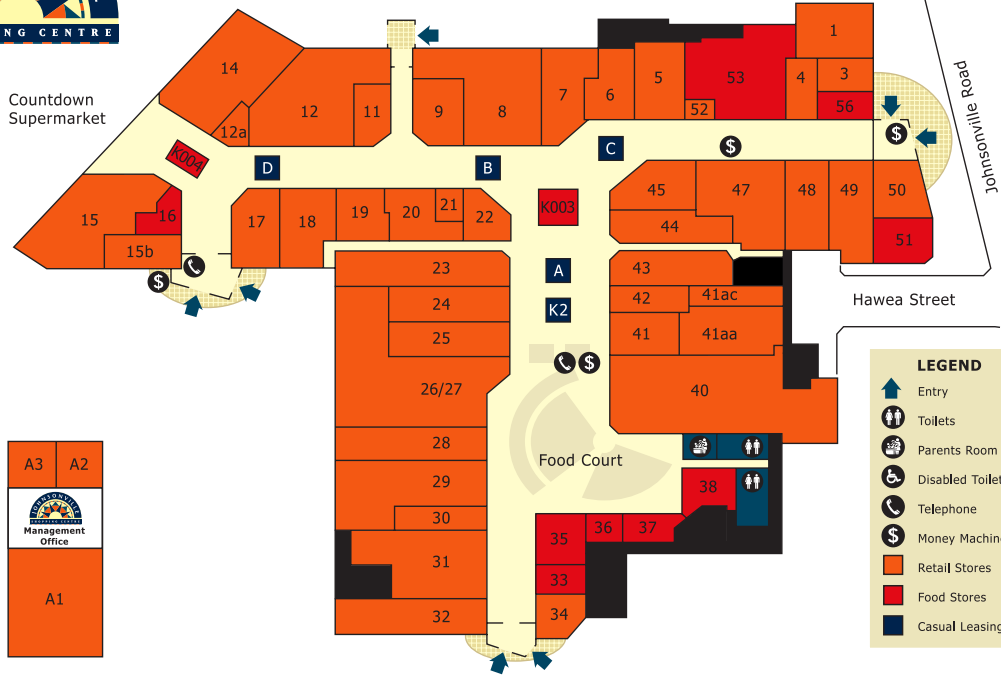 NG CENTRE
Countdown
Supermarket
14
12a
12
11
9
8
7
6
5
52
53
4
1
3
56
$
Johnsonville Road
K004
D
B
C
$
15
16
15b
17
18
19
20
21
22
K003
45
44
47
48
49
50
51
$
23
24
25
26/27
28
29
30
31
32
A
K2
$
Food Court
43
42
41ac
41
41aa
40
38
35
36
37
33
34
Hawea Street
A3
A2
JOHNSONVILLE
SHOPPING CENTRE
Management
Office
A1
LEGEND
Entry
Toilets
Parents Room
Disabled Toilet
Telephone
$ Money Machin
Retail Stores
Food Stores
Casual Leasing